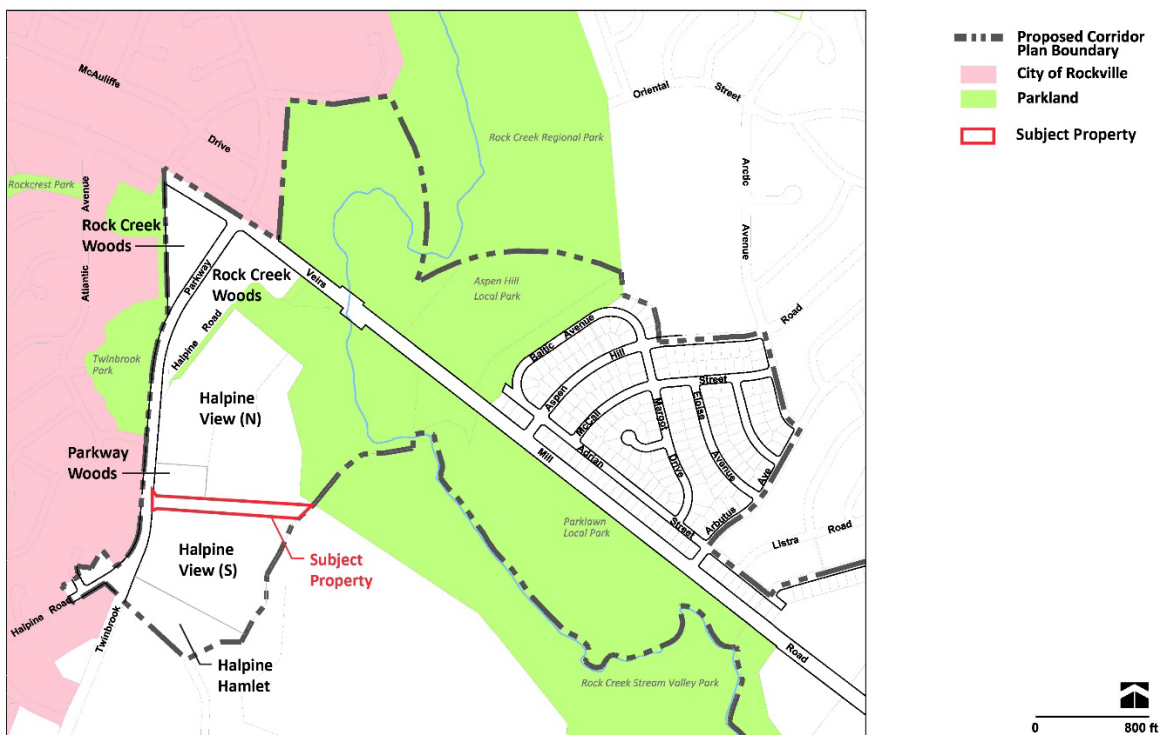 McAuliffe
Drive
Oriental
Street
Rock Creek Regional Park
Arctic
Avenue
Rockcrest Park
Atlantic
Avenue
Rock Creek
Woods
Parkway
Rock Creek
Woods
Veirs
Aspen Hill
Local Park
Road
Halpine Road
Twinbrook
Park
Baltic Avenue
Aspen
Hill
McCall
Street
Margot
Drive
Eloise
Avenue
Ave
Arbutus
Adrian
Street
Halpine
View (N)
Mill
Parkway
Woods
Parklawn
Local Park
Listra Road
Halpine
View (S)
Subject
Property
Halpine Road
Twinbrook
Halpine
Hamlet
Road
Rock Creek Stream Valley Park
Proposed Corridor
Plan Boundary
City of Rockville
Parkland
Subject Property
0 800 ft